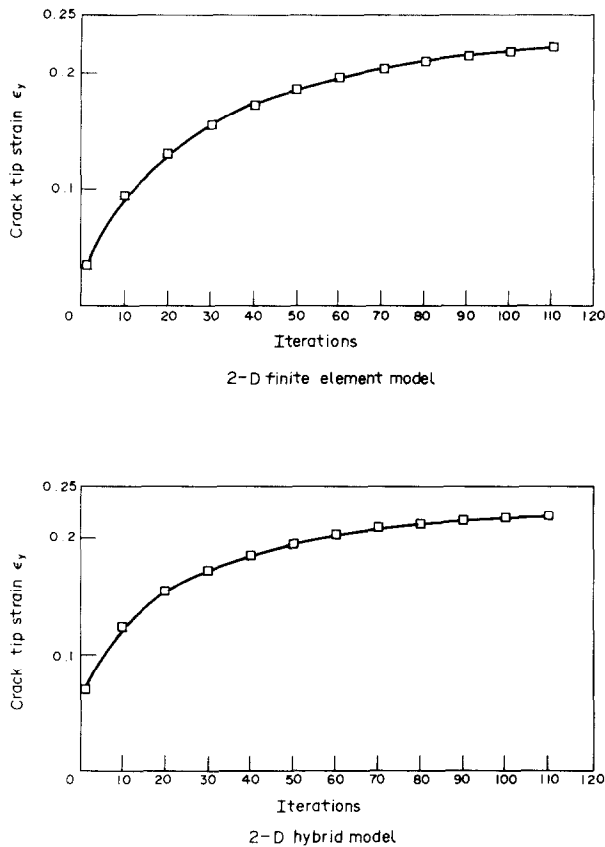 0.25
0.2
0.1
Crack tip strain ϵy
0 10 20 30 40 50 60 70 80 90 100 110 120
Iterations
2-D finite element model
0.25
0.2
0.1
Crack tip strain ϵy
0 10 20 30 40 50 60 70 80 90 100 110 120
Iterations
2-D hybrid model